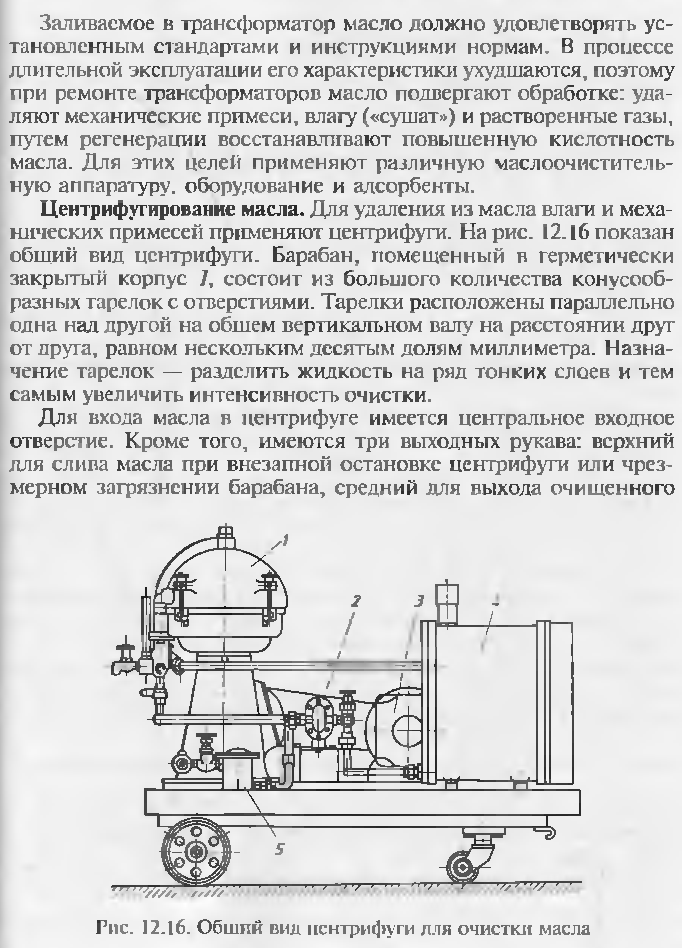 Заливаемое в трансформатор масло должно удовлетворять ус-
тановленным стандартами и инструкциями нормам. В процессе
длительной эксплуатации его характеристики ухудшаются, поэтому
при ремонте трансформаторов масло подвергают обработке: уда-
ляют механические примеси, влагу («сушат») и растворенные газы,
путем регенерации восстанавливают повышенную кислотность
масла. Для этих целей применяют различную маслоочиститель-
ную аппаратуру, оборудование и адсорбенты.
Центрифугирование масла. Для удаления из масла влаги и меха-
нических примесей применяют центрифуги. На рис. 12.16 показан
общий вид центрифуги. Барабан, помещенный в герметически
закрытый корпус 1, состоит из большого количества конусооб-
разных тарелок с отверстиями. Тарелки расположены параллельно
одна над другой на общем вертикальном валу на расстоянии друг
от друга, равном нескольким десятым долям миллиметра. Назна-
чение тарелок — разделить жидкость на ряд тонких слоев и тем
самым увеличить интенсивность очистки.
Для входа масла в центрифуге имеется центральное входное
отверстие. Кроме того, имеются три выходных рукава: верхний
для слива масла при внезапной остановке центрифуги или чрез-
мерном загрязнении барабана, средний для выхода очищенного
1
2 3 4
5
Рис. 12.16. Общий вид центрифуги для очистки масла